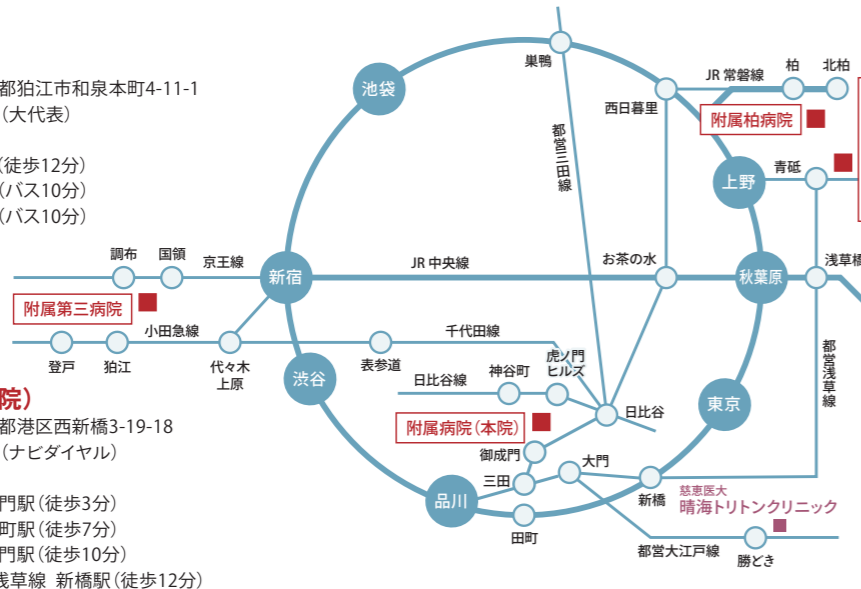 都狛江市和泉本町4-11-1
（大代表）
（徒歩12分）
（バス10分）
（バス10分）
院）
都港区西新橋3-19-18
（ナビダイヤル）
門駅（徒歩3分）
町駅（徒歩7分）
門駅（徒歩10分）
浅草線 新橋駅（徒歩12分）
巣鴨
池袋
西日暮里
JR 常磐線
柏
北柏
附属柏病院
都営三田線
上野
青砥
調布
国領
京王線
新宿
JR 中央線
お茶の水
秋葉原
浅草橋
附属第三病院
小田急線
千代田線
登戸
狛江
代々木
上原
表参道
渋谷
日比谷線
神谷町
虎ノ門
ヒルズ
日比谷
東京
都営浅草線
附属病院（本院）
御成門
三田
大門
品川
田町
新橋
慈恵医大
晴海トリトンクリニック
都営大江戸線
勝どき